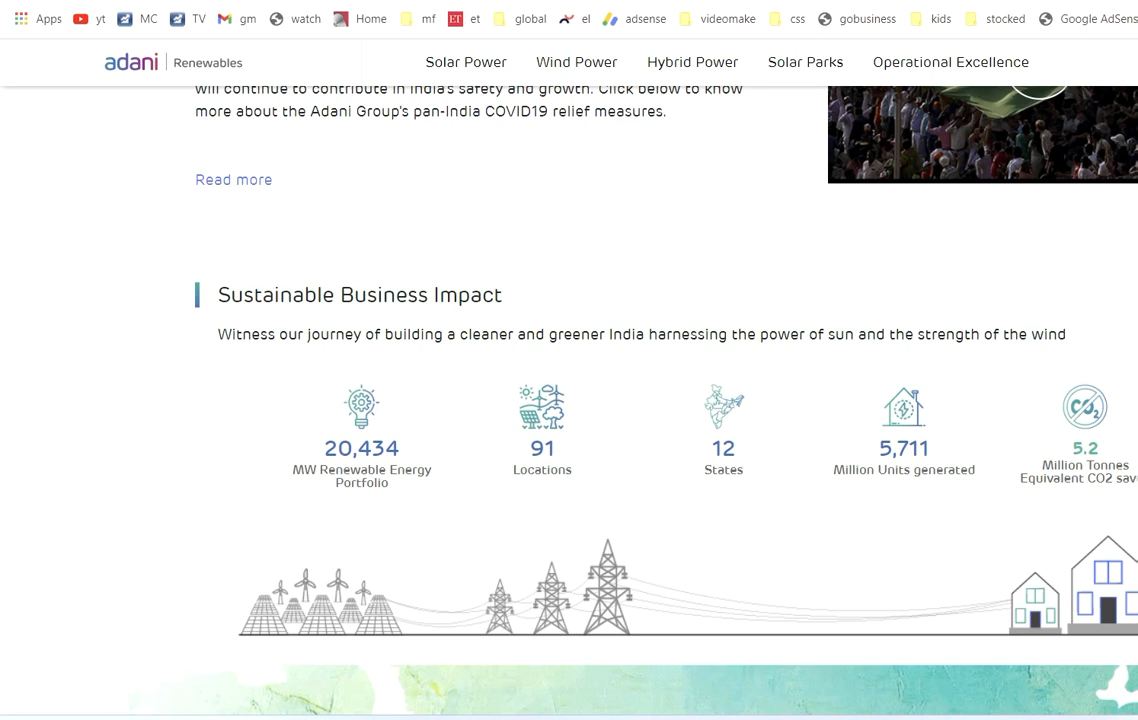 Apps yt MC TV gm watch Home mf ET et global el adsense videomake css gobusiness kids stocked Google AdSens
adani Renewables Solar Power Wind Power Hybrid Power Solar Parks Operational Excellence
will continue to contribute in India's safety and growth. Click below to know
more about the Adani Group's pan-India COVID19 relief measures.
Read more
Sustainable Business Impact
Witness our journey of building a cleaner and greener India harnessing the power of sun and the strength of the wind
CO2
20,434 91 12 5,711 5.2
MW Renewable Energy Locations States Million Units generated Million Tonnes
Portfolio Equivalent CO2 sav